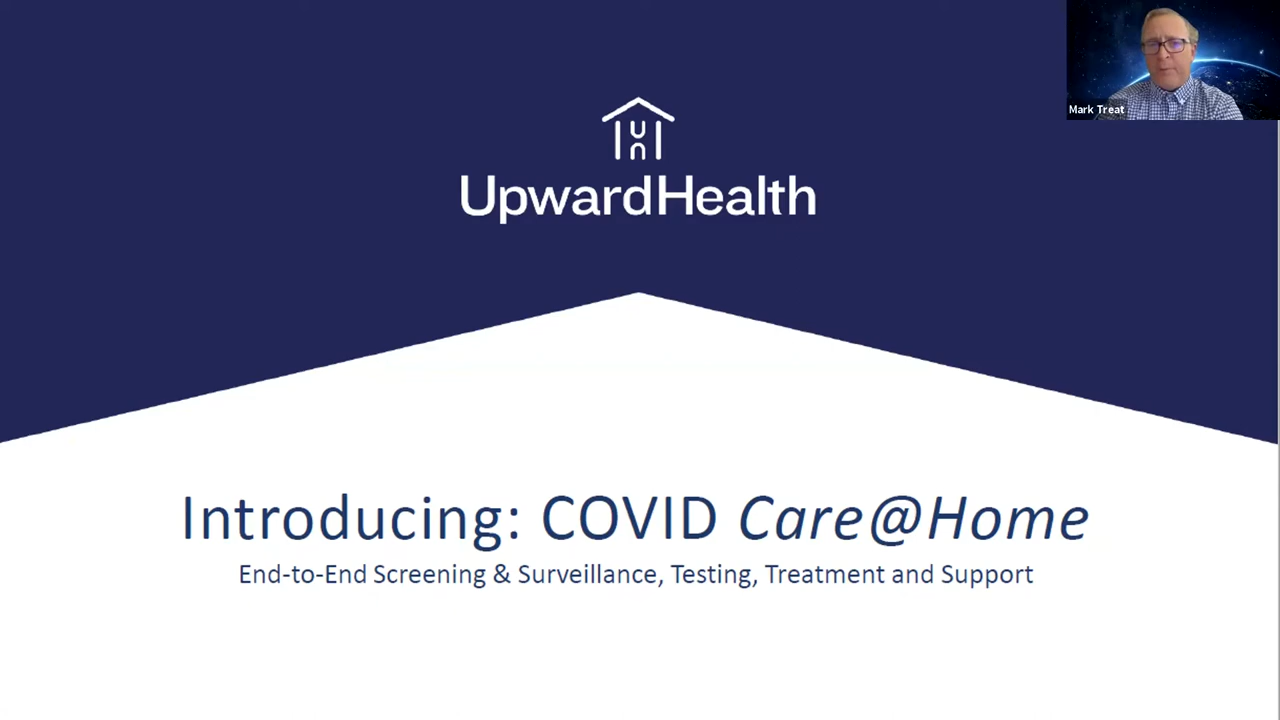 Mark Treat
UpwardHealth
Introducing: COVID Care@Home
End-to-End Screening & Surveillance, Testing, Treatment and Support